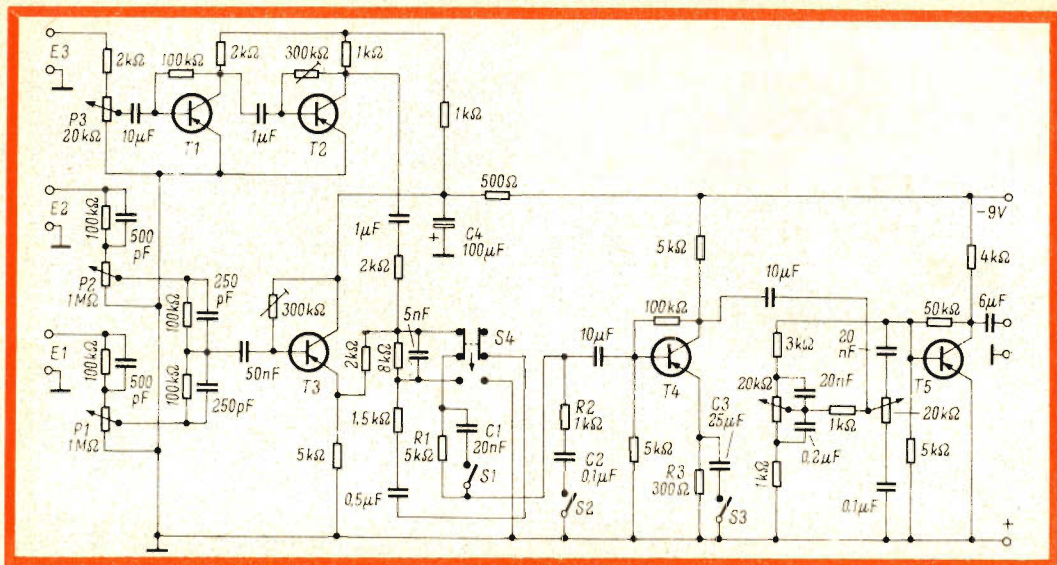 E3
2kΩ
P3
20kΩ
10µF
100kΩ
T1
2kΩ
1µF
300kΩ
T2
1kΩ
1kΩ
500Ω
-9V
E2
100kΩ
500
pF
P2
1MΩ
E1
100kΩ
500
pF
P1
1MΩ
100kΩ
250
pF
100kΩ
250pF
50nF
300kΩ
T3
5kΩ
1µF
2kΩ
+
C4
100µF
2kΩ
8kΩ
5nF
S4
1,5kΩ
0,5µF
R1
5kΩ
C1
20nF
S1
R2
1kΩ
C2
0,1µF
S2
10µF
100kΩ
5kΩ
T4
5kΩ
R3
300Ω
C3
25µF
S3
10µF
3kΩ
20kΩ
1kΩ
20nF
0,2µF
1kΩ
20
nF
20kΩ
0,1µF
50kΩ
T5
5kΩ
4kΩ
6µF
+